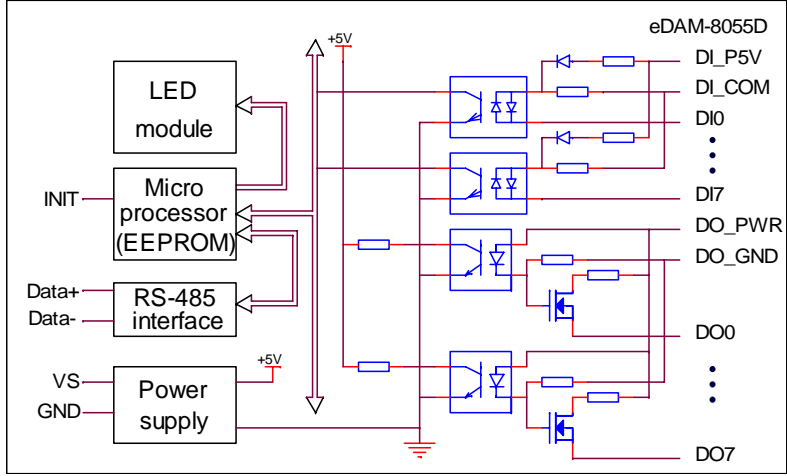 eDAM-8055D
+5V
DI_P5V
LED
module
DI_COM
DI0
INIT
Micro
processor
(EEPROM)
DI7
DO_PWR
DO_GND
Data+
Data-
RS-485
interface
DO0
+5V
VS
GND
Power
supply
DO7